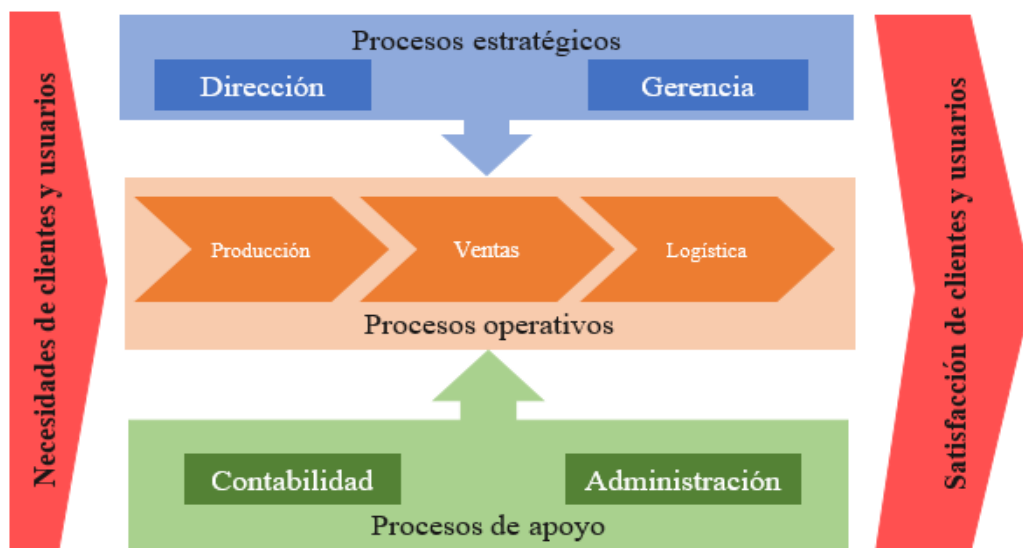 Necesidades de clientes y usuarios
Procesos estratégicos
Dirección
Gerencia
Producción
Ventas
Logística
Procesos operativos
Contabilidad
Administración
Procesos de apoyo
Satisfacción de clientes y usuarios